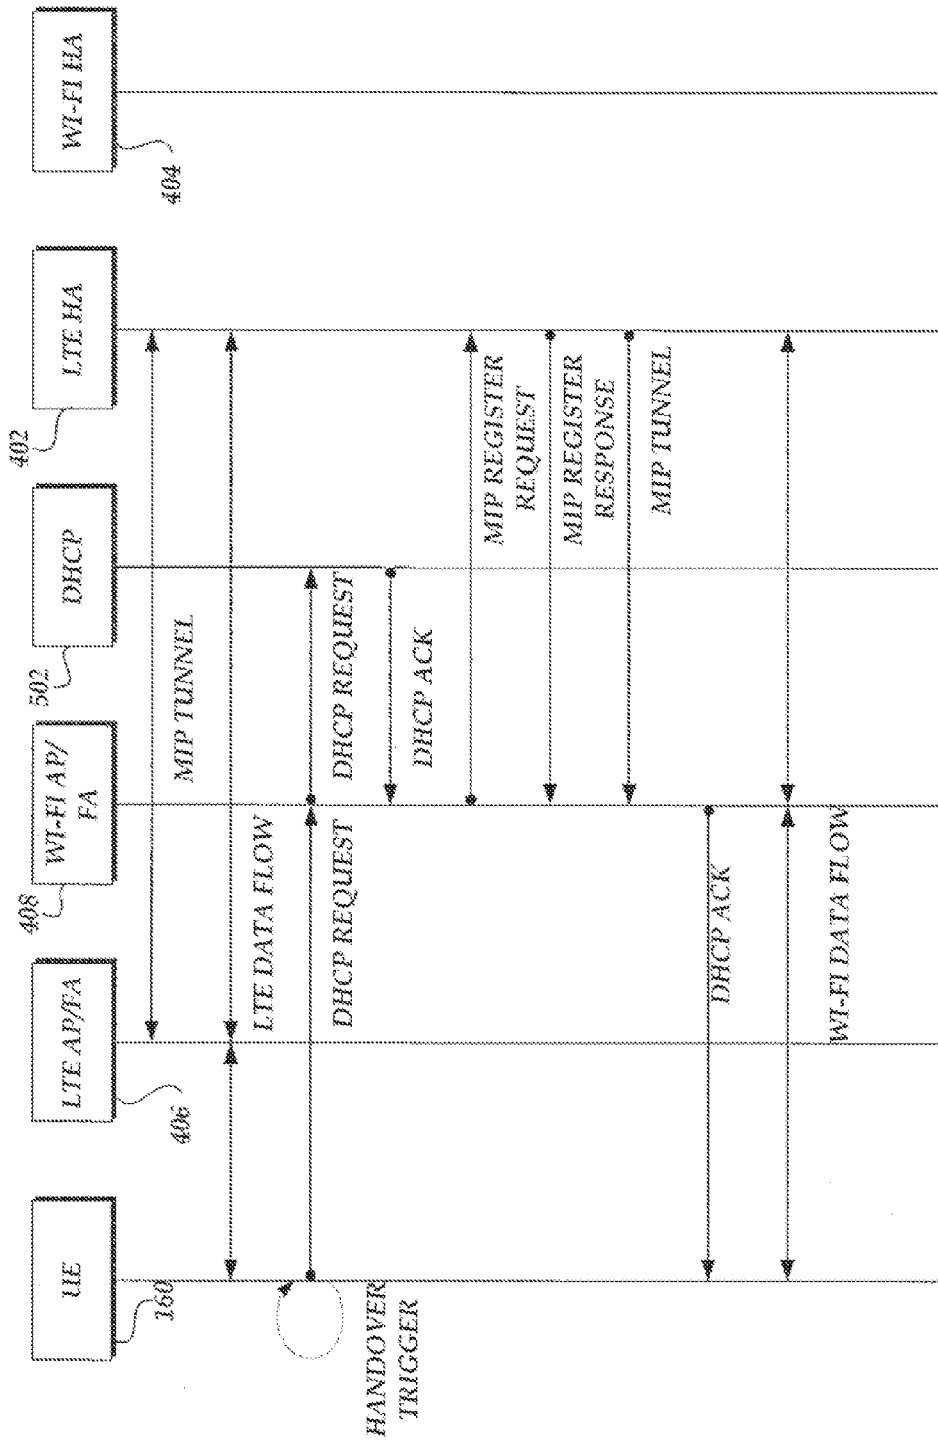 UE
160
LTE AP/FA
406
WI-FI AP/
FA
408
DHCP
502
LTE HA
402
WI-FI HA
404
MIP TUNNEL
LTE DATA FLOW
HANDOVER
TRIGGER
DHCP REQUEST
DHCP REQUEST
DHCP ACK
MIP REGISTER
REQUEST
MIP REGISTER
RESPONSE
MIP TUNNEL
DHCP ACK
WI-FI DATA FLOW